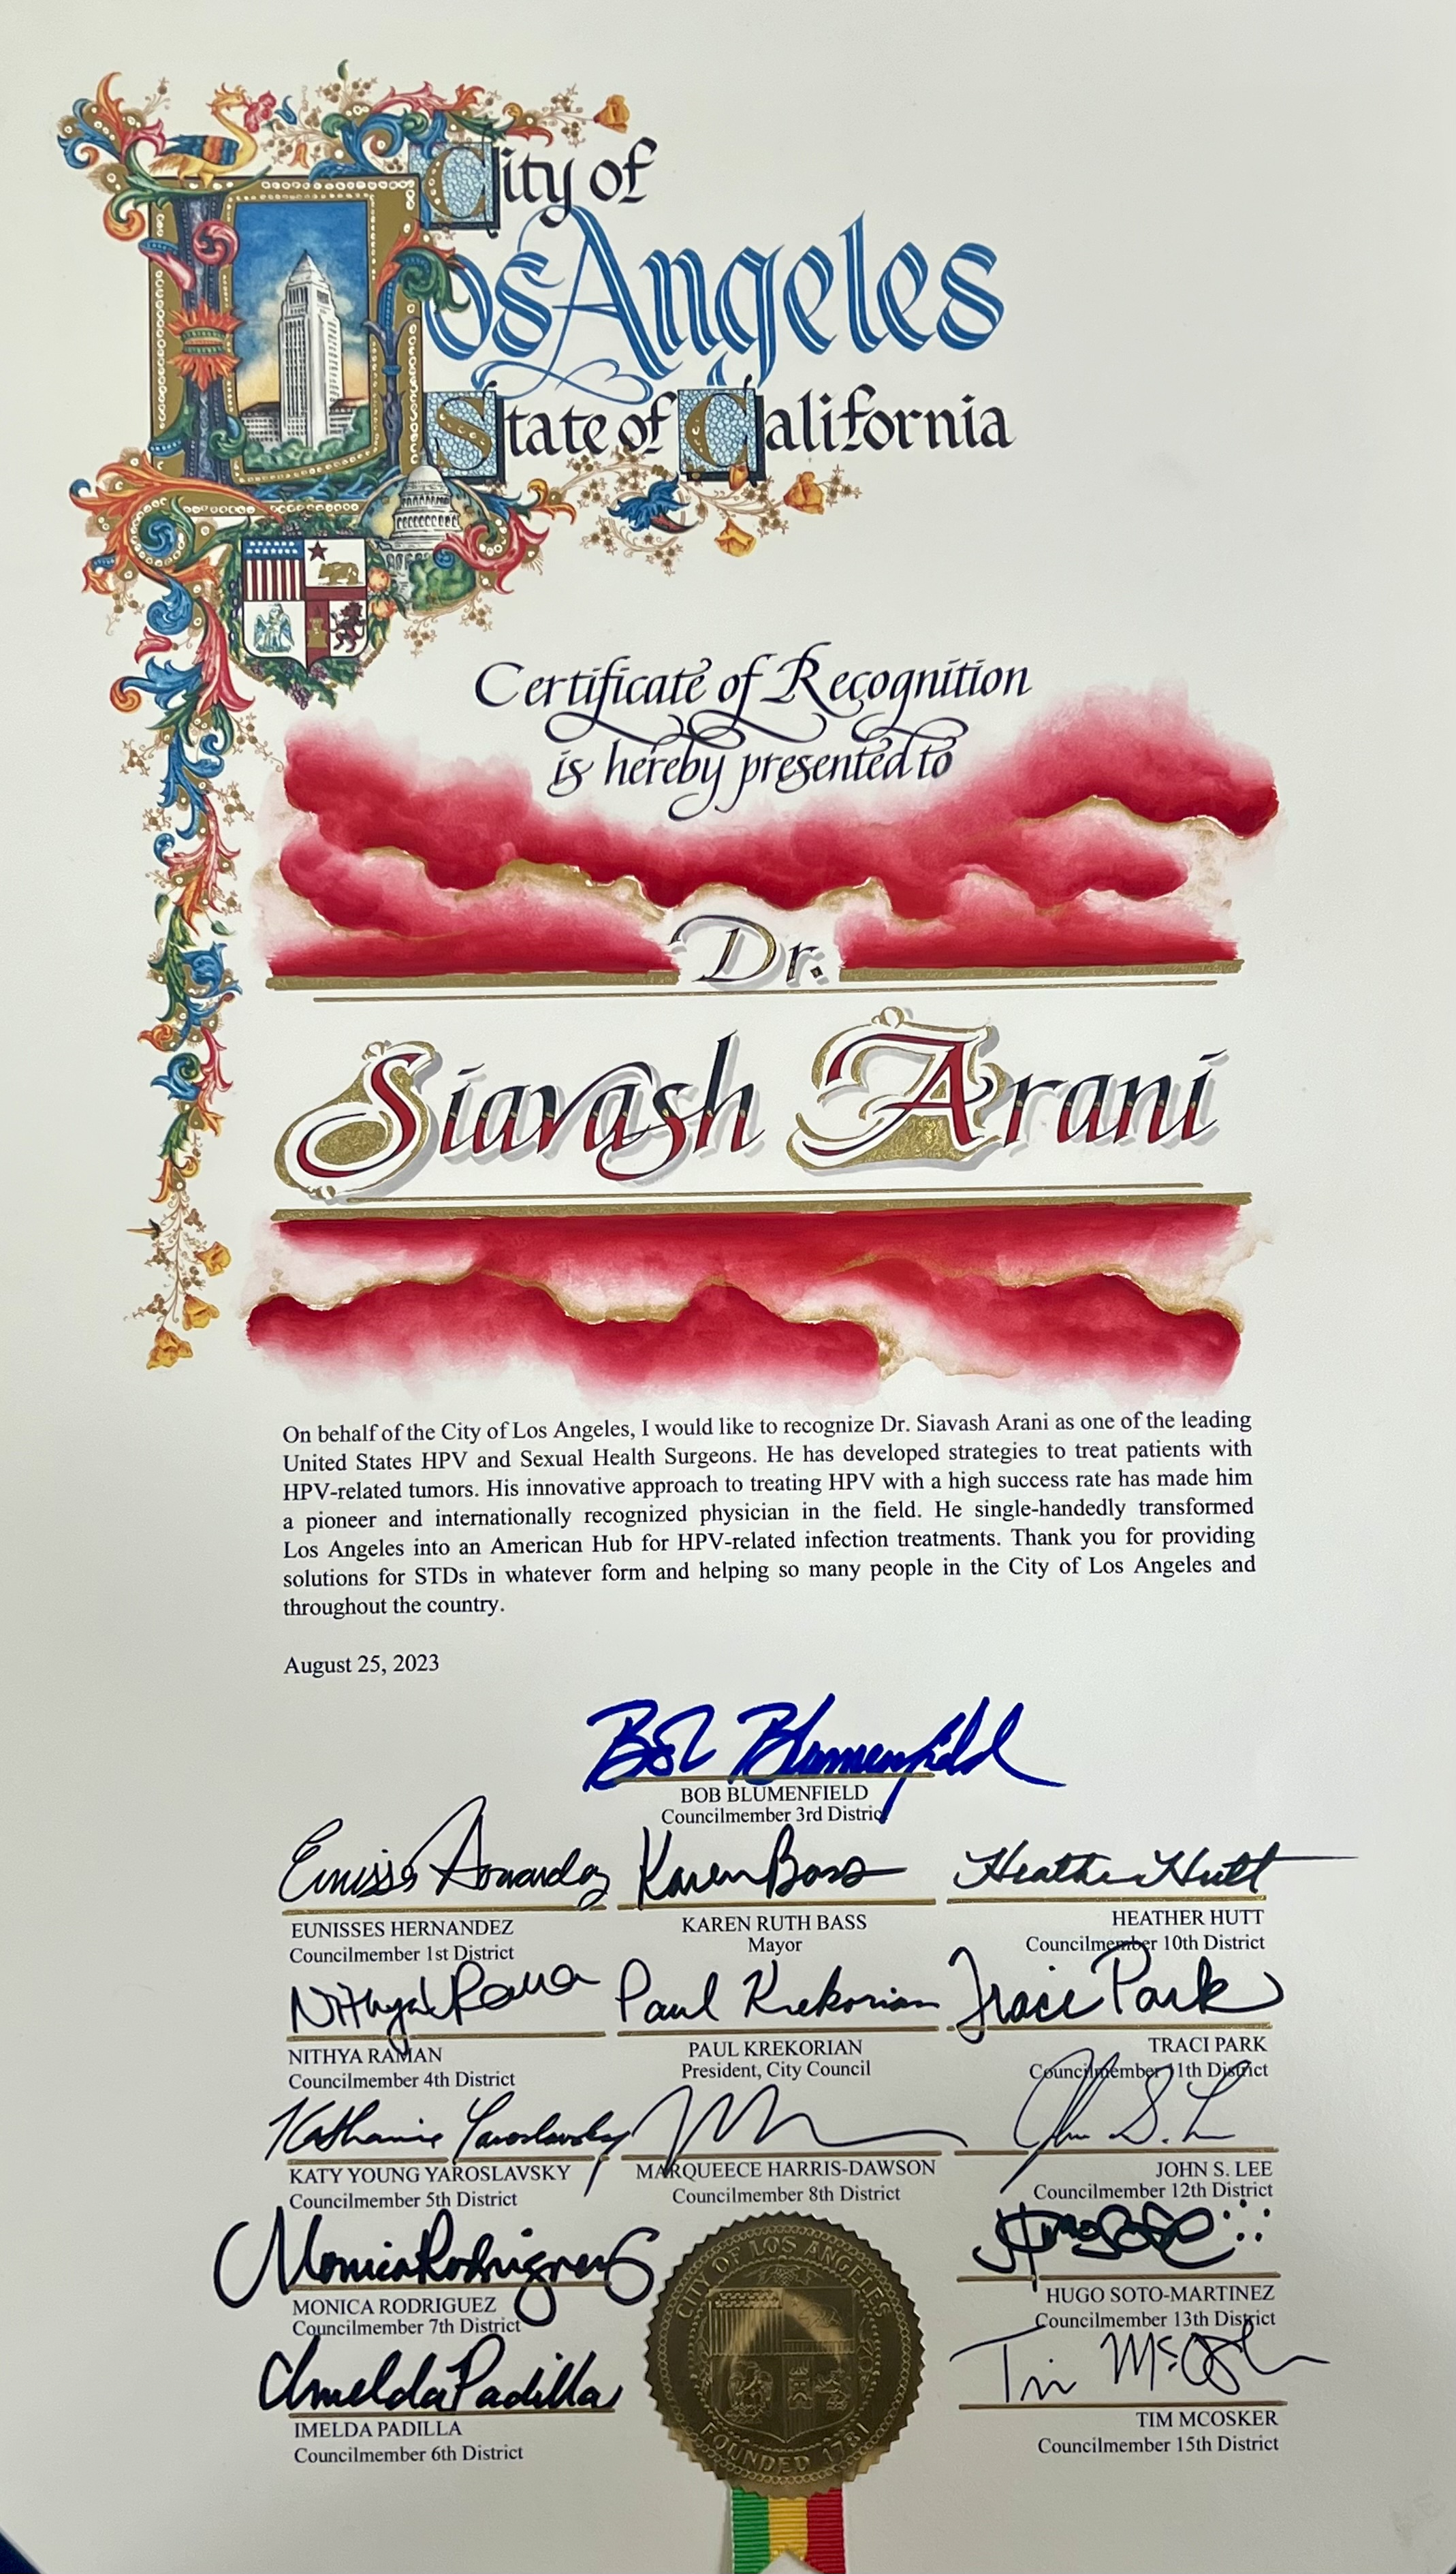 City of
Los Angeles
State of California
Certificate of Recognition
is hereby presented to
Dr.
Siavash Arani
On behalf of the City of Los Angeles, I would like to recognize Dr. Siavash Arani as one of the leading
United States HPV and Sexual Health Surgeons. He has developed strategies to treat patients with
HPV-related tumors. His innovative approach to treating HPV with a high success rate has made him
a pioneer and internationally recognized physician in the field. He single-handedly transformed
Los Angeles into an American Hub for HPV-related infection treatments. Thank you for providing
solutions for STDs in whatever form and helping so many people in the City of Los Angeles and
throughout the country.
August 25, 2023
Bob Blumenfield
BOB BLUMENFIELD
Councilmember 3rd District
Karen Bass
Heather Hutt
EUNISSES HERNANDEZ
Councilmember 1st District
KAREN RUTH BASS
Mayor
HEATHER HUTT
Councilmember 10th District
Nithya Raman
Paul Krekorian
Traci Park
NITHYA RAMAN
Councilmember 4th District
PAUL KREKORIAN
President, City Council
TRACI PARK
Councilmember 11th District
Katherine Yaroslavsky
John S. Lee
KATY YOUNG YAROSLAVSKY
Councilmember 5th District
MARQUEECE HARRIS-DAWSON
Councilmember 8th District
JOHN S. LEE
Councilmember 12th District
Monica Rodriguez
MONICA RODRIGUEZ
Councilmember 7th District
CITY OF LOS ANGELES
FOUNDED 1781
HUGO SOTO-MARTINEZ
Councilmember 13th District
Imelda Padilla
Tim McOsker
IMELDA PADILLA
Councilmember 6th District
TIM MCOSKER
Councilmember 15th District